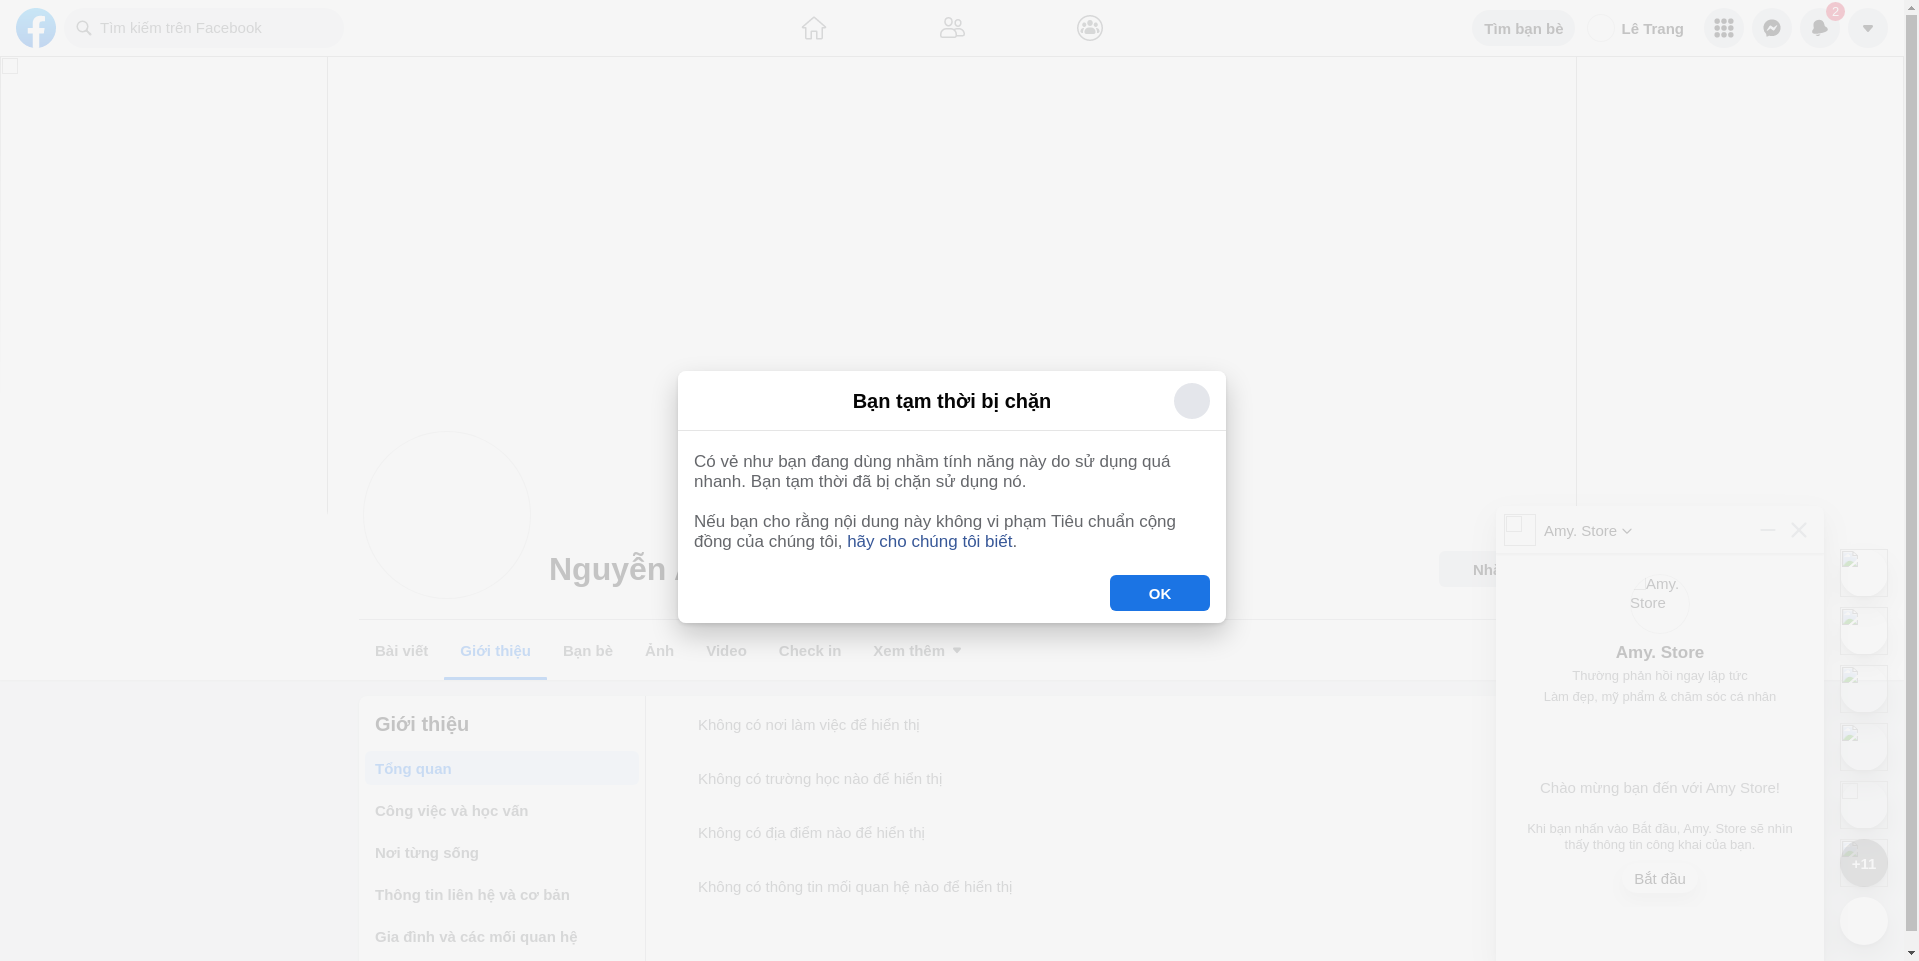 Tìm kiếm trên Facebook
Tìm bạn bè
Lê Trang
2
Bạn tạm thời bị chặn
Có vẻ như bạn đang dùng nhầm tính năng này do sử dụng quá
nhanh. Bạn tạm thời đã bị chặn sử dụng nó.
Nếu bạn cho rằng nội dung này không vi phạm Tiêu chuẩn cộng
đồng của chúng tôi, hãy cho chúng tôi biết.
OK
Nguyễn
Bài viết
Giới thiệu
Bạn bè
Ảnh
Video
Check in
Xem thêm
Giới thiệu
Tổng quan
Công việc và học vấn
Nơi từng sống
Thông tin liên hệ và cơ bản
Gia đình và các mối quan hệ
Không có nơi làm việc để hiển thị
Không có trường học nào để hiển thị
Không có địa điểm nào để hiển thị
Không có thông tin mối quan hệ nào để hiển thị
Amy. Store
Amy.
Store
Amy. Store
Thường phản hồi ngay lập tức
Làm đẹp, mỹ phẩm & chăm sóc cá nhân
Chào mừng bạn đến với Amy Store!
Khi bạn nhấn vào Bắt đầu, Amy. Store sẽ nhìn
thấy thông tin công khai của bạn.
Bắt đầu
+11